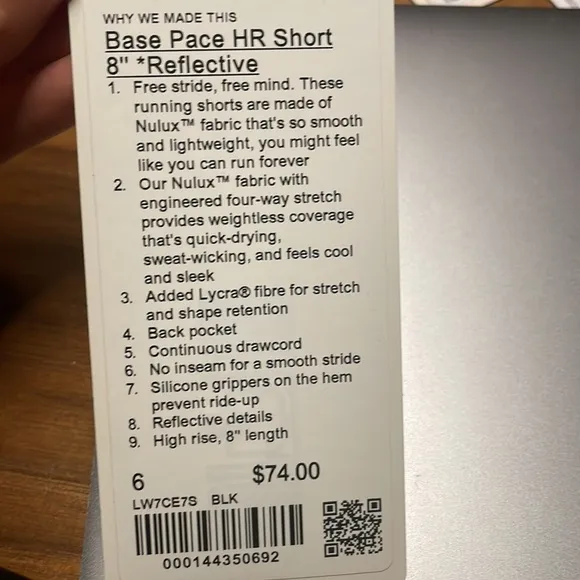 WHY WE MADE THIS
Base Pace HR Short
8" *Reflective
1. Free stride, free mind. These
running shorts are made of
Nulux™ fabric that's so smooth
and lightweight, you might feel
like you can run forever
2. Our Nulux™ fabric with
engineered four-way stretch
provides weightless coverage
that's quick-drying,
sweat-wicking, and feels cool
and sleek
3. Added Lycra® fibre for stretch
and shape retention
4. Back pocket
5. Continuous drawcord
6. No inseam for a smooth stride
7. Silicone grippers on the hem
prevent ride-up
8. Reflective details
9. High rise, 8" length
6 $74.00
LW7CE7S BLK
000144350692